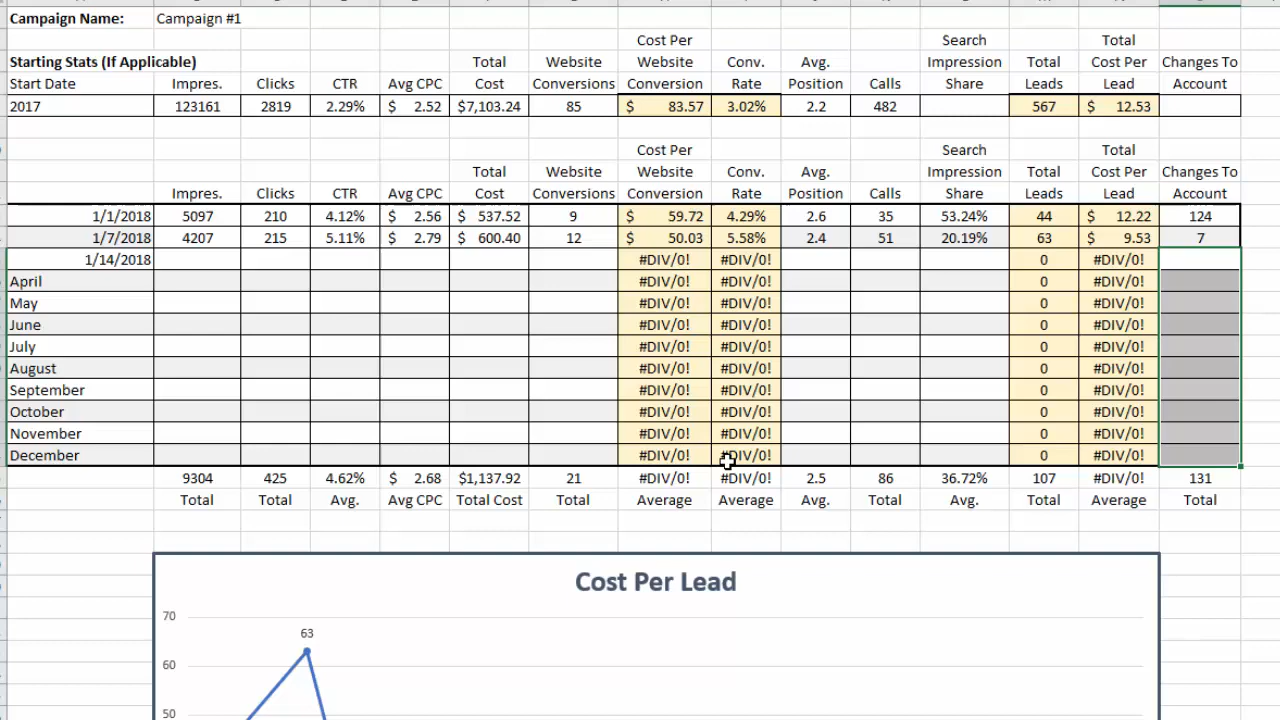 Campaign Name: Campaign #1
Cost Per Search Total
Starting Stats (If Applicable) Total Website Website Conv. Avg. Impression Total Cost Per Changes To
Start Date Impres. Clicks CTR Avg CPC Cost Conversions Conversion Rate Position Calls Share Leads Lead Account
2017 123161 2819 2.29% $ 2.52 $7,103.24 85 $ 83.57 3.02% 2.2 482 567 $ 12.53
Cost Per Search Total
Total Website Website Conv. Avg. Impression Total Cost Per Changes To
Impres. Clicks CTR Avg CPC Cost Conversions Conversion Rate Position Calls Share Leads Lead Account
1/1/2018 5097 210 4.12% $ 2.56 $ 537.52 9 $ 59.72 4.29% 2.6 35 53.24% 44 $ 12.22 124
1/7/2018 4207 215 5.11% $ 2.79 $ 600.40 12 $ 50.03 5.58% 2.4 51 20.19% 63 $ 9.53 7
1/14/2018 #DIV/0! #DIV/0! 0 #DIV/0!
April #DIV/0! #DIV/0! 0 #DIV/0!
May #DIV/0! #DIV/0! 0 #DIV/0!
June #DIV/0! #DIV/0! 0 #DIV/0!
July #DIV/0! #DIV/0! 0 #DIV/0!
August #DIV/0! #DIV/0! 0 #DIV/0!
September #DIV/0! #DIV/0! 0 #DIV/0!
October #DIV/0! #DIV/0! 0 #DIV/0!
November #DIV/0! #DIV/0! 0 #DIV/0!
December #DIV/0! #DIV/0! 0 #DIV/0!
9304 425 4.62% $ 2.68 $1,137.92 21 #DIV/0! #DIV/0! 2.5 86 36.72% 107 #DIV/0! 131
Total Total Avg. Avg CPC Total Cost Total Average Average Avg. Total Avg. Total Average Total
Cost Per Lead
70
63
60
50